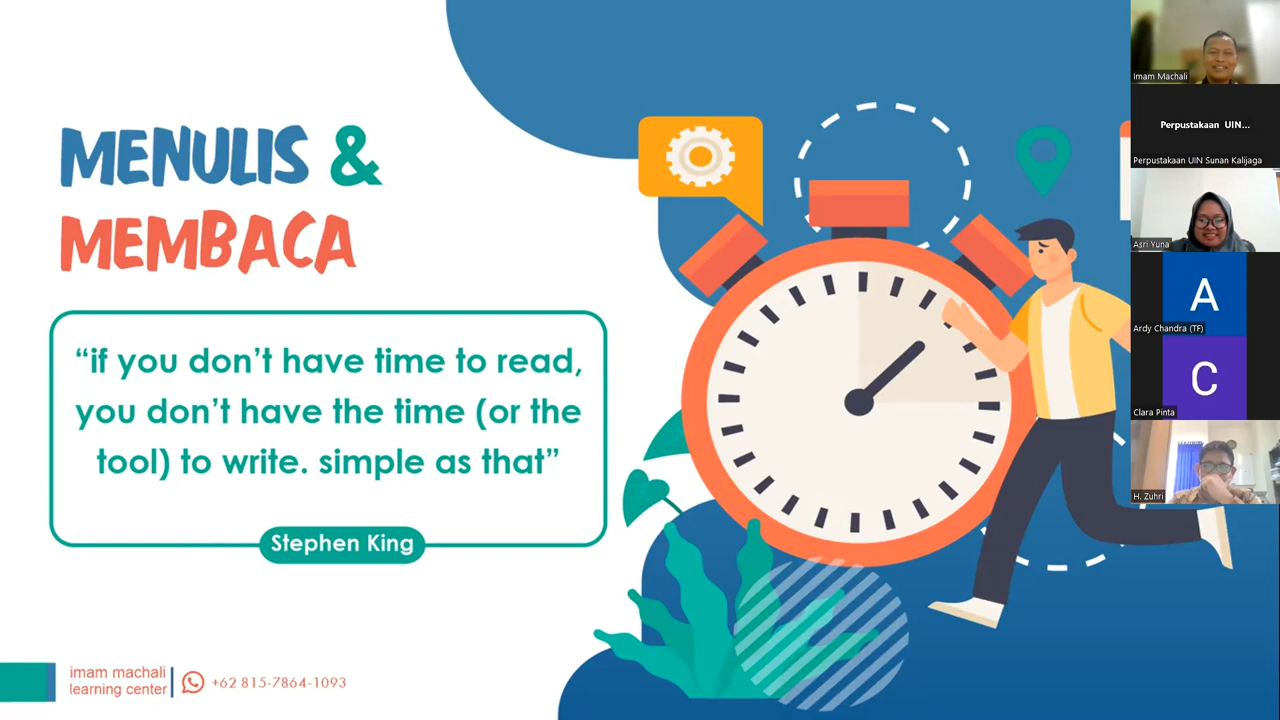 MENULIS &
MEMBACA
“if you don’t have time to read,
you don’t have the time (or the
tool) to write. simple as that”
Stephen King
imam machali
learning center
+62 815-7864-1093
Imam Machali
Perpustakaan UIN...
Perpustakaan UIN Sunan Kalijaga
Asri Yuna
A
Ardy Chandra (TF)
C
Clara Pinta
H. Zuhri